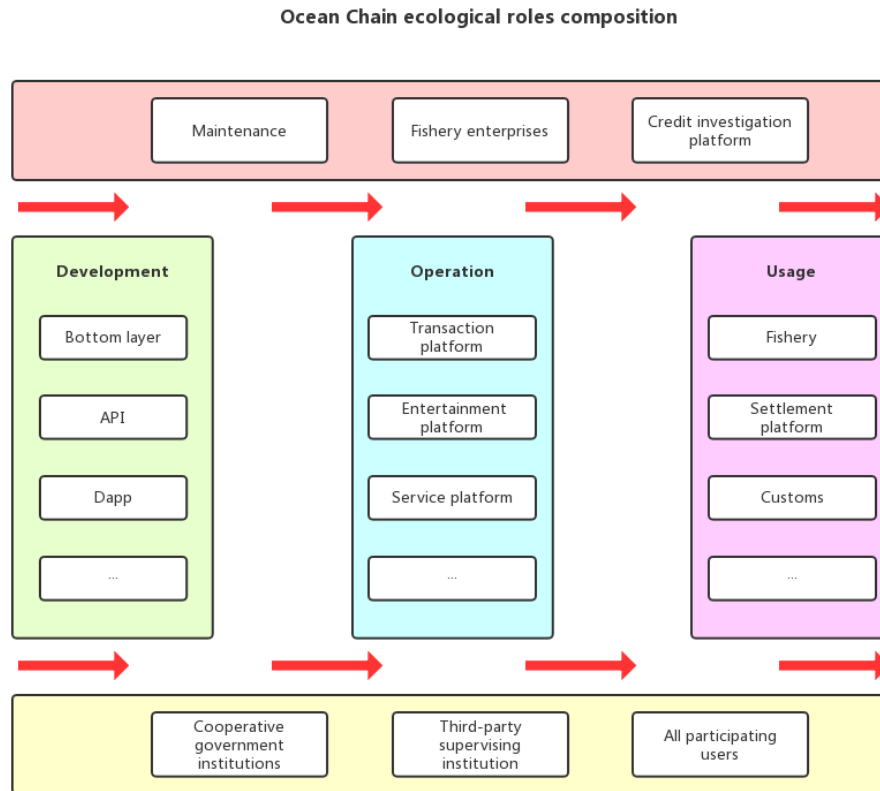 Ocean Chain ecological roles composition
Maintenance
Fishery enterprises
Credit investigation
platform
Development
Bottom layer
API
Dapp
...
Operation
Transaction
platform
Entertainment
platform
Service platform
...
Usage
Fishery
Settlement
platform
Customs
...
Cooperative
government
institutions
Third-party
supervising
institution
All participating
users